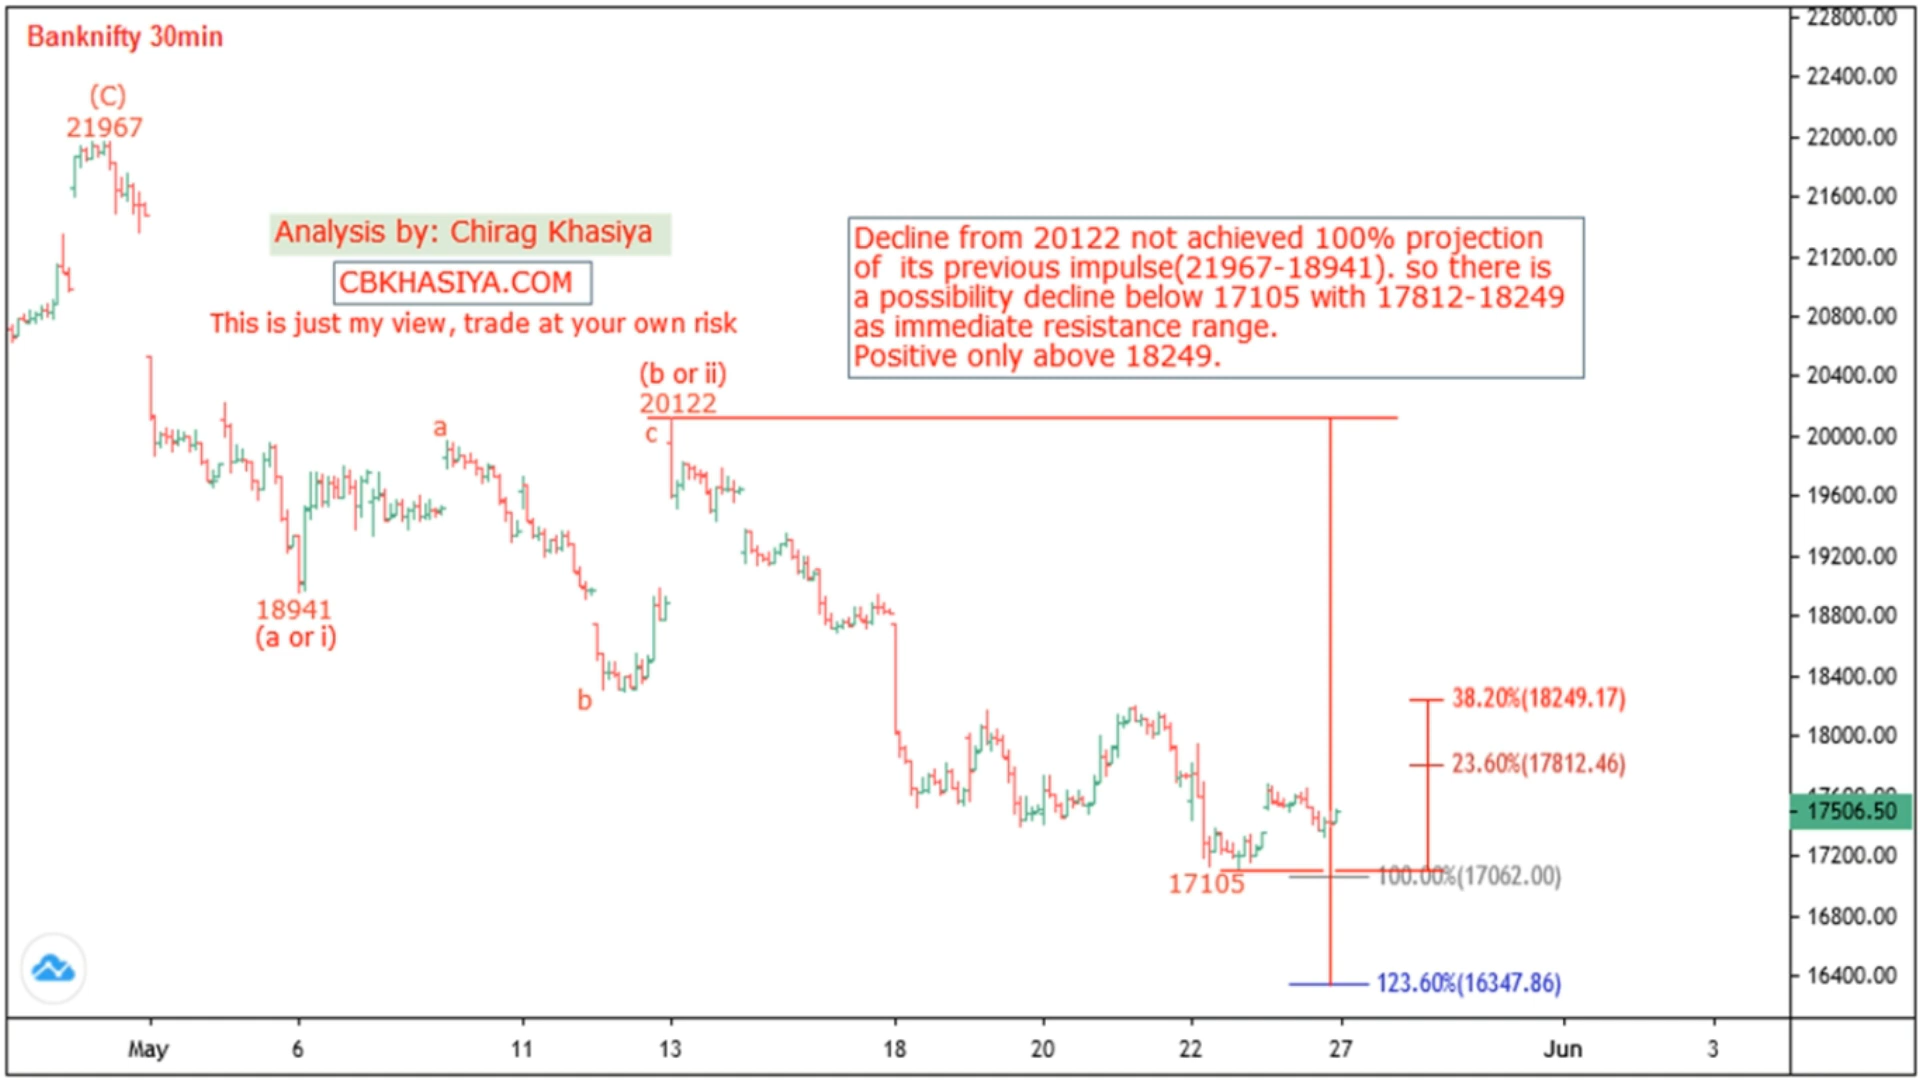 Banknifty 30min
(C)
21967
Analysis by: Chirag Khasiya
CBKHASIYA.COM
This is just my view, trade at your own risk
Decline from 20122 not achieved 100% projection
of its previous impulse(21967-18941). so there is
a possibility decline below 17105 with 17812-18249
as immediate resistance range.
Positive only above 18249.
(b or ii)
20122
c
a
18941
(a or i)
b
17105
38.20%(18249.17)
23.60%(17812.46)
100.00%(17062.00)
123.60%(16347.86)
22800.00
22400.00
22000.00
21600.00
21200.00
20800.00
20400.00
20000.00
19600.00
19200.00
18800.00
18400.00
18000.00
17506.50
17200.00
16800.00
16400.00
May 6 11 13 18 20 22 27 Jun 3